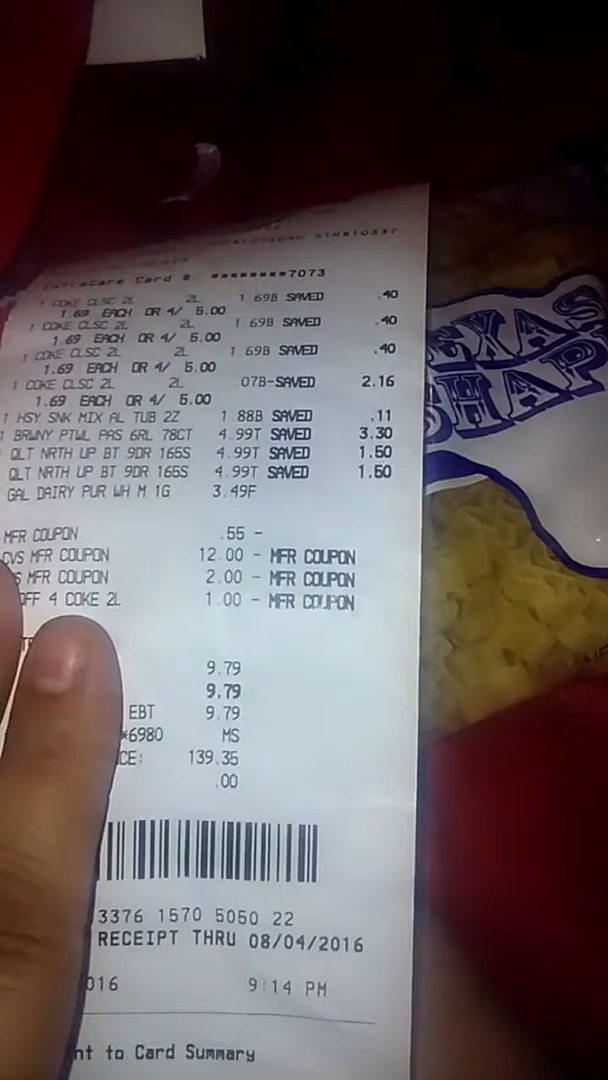 ExtraCare Card #: ********7073
1 COKE CLSC 2L 2L 1.69B SAVED .40
1.69 EACH OR 4/ 5.00
1 COKE CLSC 2L 2L 1.69B SAVED .40
1.69 EACH OR 4/ 5.00
1 COKE CLSC 2L 2L 1.69B SAVED .40
1.69 EACH OR 4/ 5.00
1 COKE CLSC 2L 2L .07B-SAVED 2.16
1.69 EACH OR 4/ 5.00
1 HSY SNK MIX AL TUB 2Z 1.88B SAVED .11
1 BRWNY PTWL PAS 6RL 78CT 4.99T SAVED 3.30
QLT NRTH UP BT 9DR 165S 4.99T SAVED 1.50
QLT NRTH UP BT 9DR 165S 4.99T SAVED 1.50
GAL DAIRY PUR WH M 1G 3.49F
MFR COUPON .55 -
CVS MFR COUPON 12.00 - MFR COUPON
MFR COUPON 2.00 - MFR COUPON
OFF 4 COKE 2L 1.00 - MFR COUPON
9.79
9.79
EBT 9.79
*6980 MS
CE: 139.35
.00
3376 1570 5050 22
RECEIPT THRU 08/04/2016
016 9:14 PM
nt to Card Summary
EXAS
SHAP